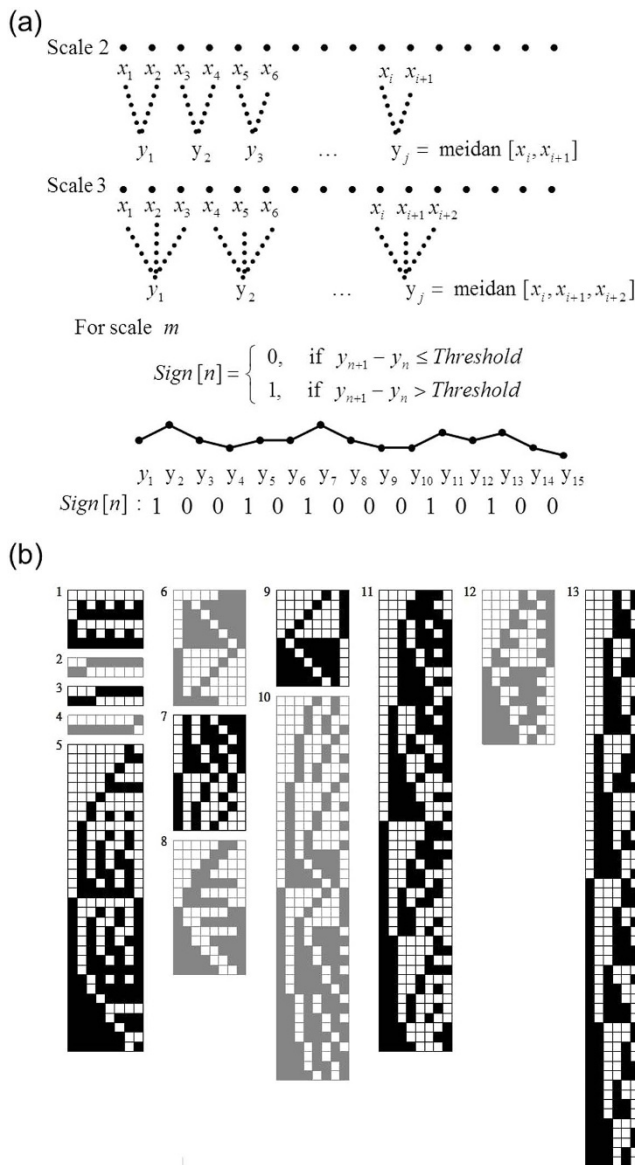 (a)
Scale 2
x1 x2 x3 x4 x5 x6 xi xi+1
y1 y2 y3 ... yj = meidan [xi, xi+1]
Scale 3
x1 x2 x3 x4 x5 x6 xi xi+1 xi+2
y1 y2 ... yj = meidan [xi, xi+1, xi+2]
For scale m
Sign[n] = { 0, if yn+1 − yn ≤ Threshold
1, if yn+1 − yn > Threshold
y1 y2 y3 y4 y5 y6 y7 y8 y9 y10 y11 y12 y13 y14 y15
Sign[n] : 1 0 0 1 0 1 0 0 0 1 0 1 0 0
(b)
1 6 9 11 12 13
2
3
4
10
5
7
8